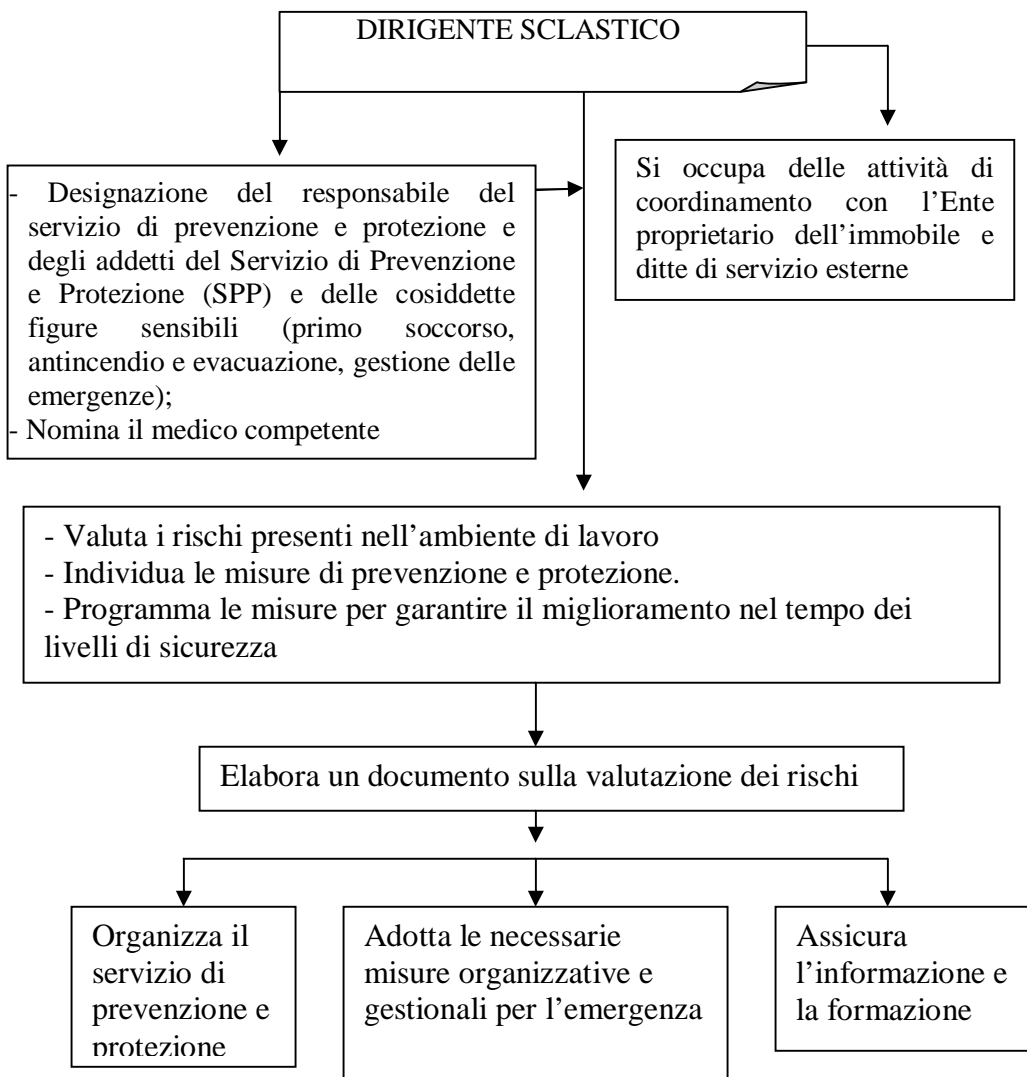 DIRIGENTE SCLASTICO
- Designazione del responsabile del
servizio di prevenzione e protezione e
degli addetti del Servizio di Prevenzione
e Protezione (SPP) e delle cosiddette
figure sensibili (primo soccorso,
antincendio e evacuazione, gestione delle
emergenze);
- Nomina il medico competente
Si occupa delle attività di
coordinamento con l’Ente
proprietario dell’immobile e
ditte di servizio esterne
- Valuta i rischi presenti nell’ambiente di lavoro
- Individua le misure di prevenzione e protezione.
- Programma le misure per garantire il miglioramento nel tempo dei
livelli di sicurezza
Elabora un documento sulla valutazione dei rischi
Organizza il
servizio di
prevenzione e
protezione
Adotta le necessarie
misure organizzative e
gestionali per l’emergenza
Assicura
l’informazione e
la formazione